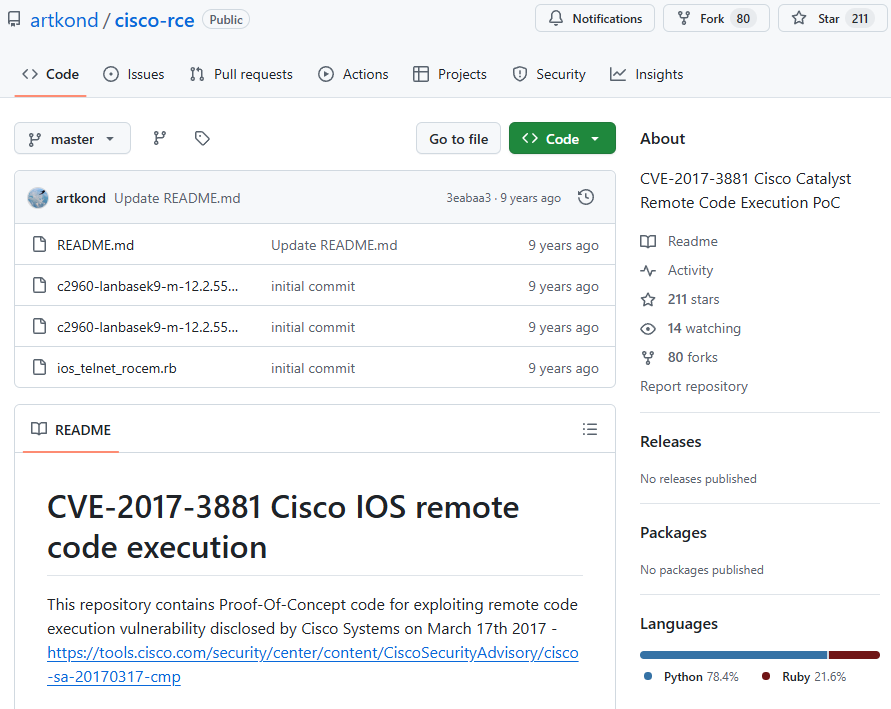 artkond / cisco-rce Public
Notifications Fork 80 Star 211
Code Issues Pull requests Actions Projects Security Insights
master Go to file Code
artkond Update README.md 3eabaa3 · 9 years ago
README.md Update README.md 9 years ago
c2960-lanbasek9-m-12.2.55... initial commit 9 years ago
c2960-lanbasek9-m-12.2.55... initial commit 9 years ago
ios_telnet_rocem.rb initial commit 9 years ago
README
CVE-2017-3881 Cisco IOS remote
code execution
This repository contains Proof-Of-Concept code for exploiting remote code
execution vulnerability disclosed by Cisco Systems on March 17th 2017 -
https://tools.cisco.com/security/center/content/CiscoSecurityAdvisory/cisco
-sa-20170317-cmp
About
CVE-2017-3881 Cisco Catalyst
Remote Code Execution PoC
Readme
Activity
211 stars
14 watching
80 forks
Report repository
Releases
No releases published
Packages
No packages published
Languages
Python 78.4% Ruby 21.6%